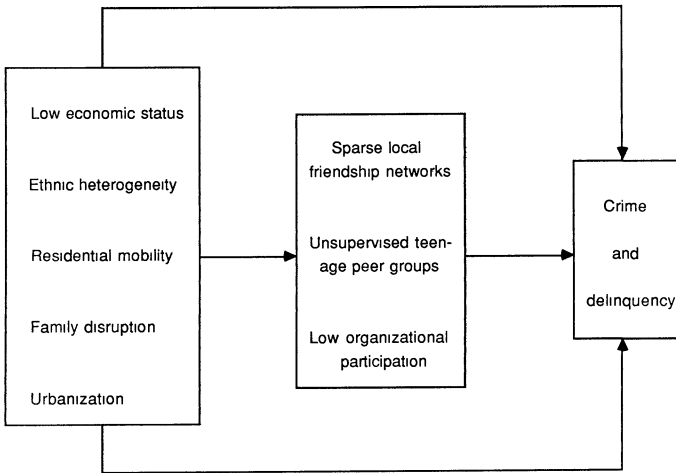 Low economic status
Ethnic heterogeneity
Residential mobility
Family disruption
Urbanization
Sparse local
friendship networks
Unsupervised teen-
age peer groups
Low organizational
participation
Crime
and
delinquency